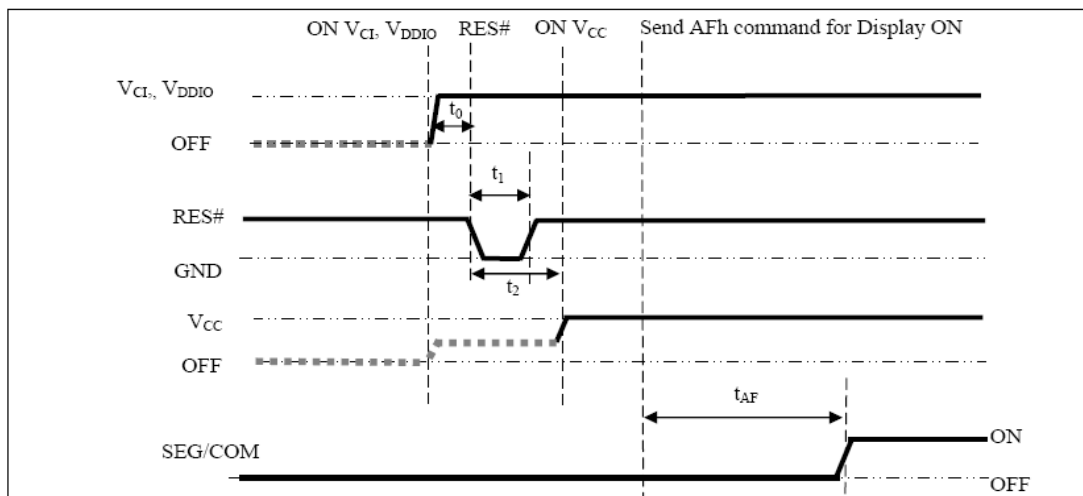 ON VCI, VDDIO RES# ON VCC Send AFh command for Display ON
VCI,, VDDIO
t0
OFF
t1
RES#
GND
t2
VCC
OFF
tAF
SEG/COM
ON
OFF